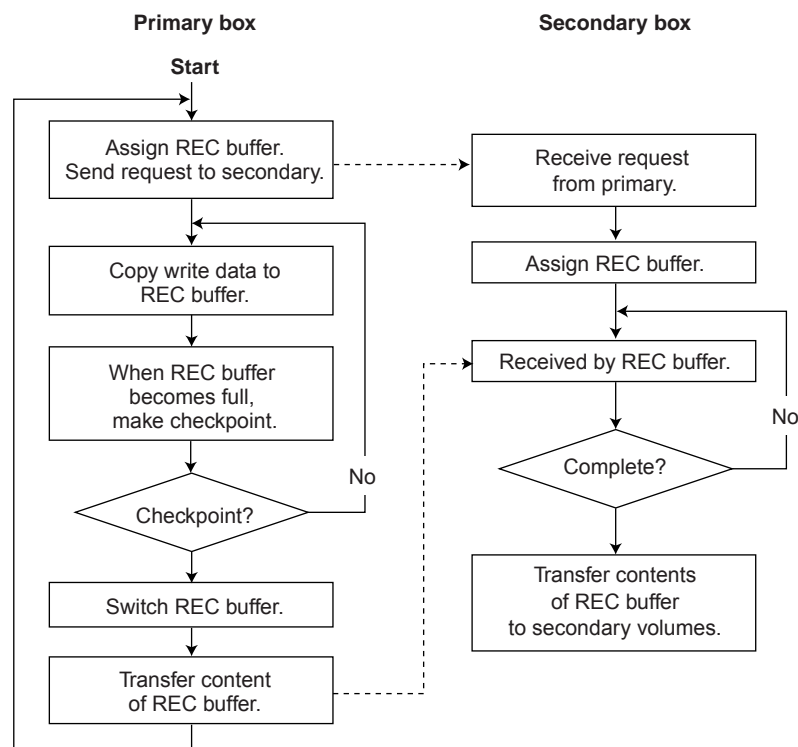 Primary box
Start
Assign REC buffer.
Send request to secondary.
Copy write data to
REC buffer.
When REC buffer
becomes full,
make checkpoint.
No
Checkpoint?
Switch REC buffer.
Transfer content
of REC buffer.
Secondary box
Receive request
from primary.
Assign REC buffer.
Received by REC buffer.
No
Complete?
Transfer contents
of REC buffer
to secondary volumes.